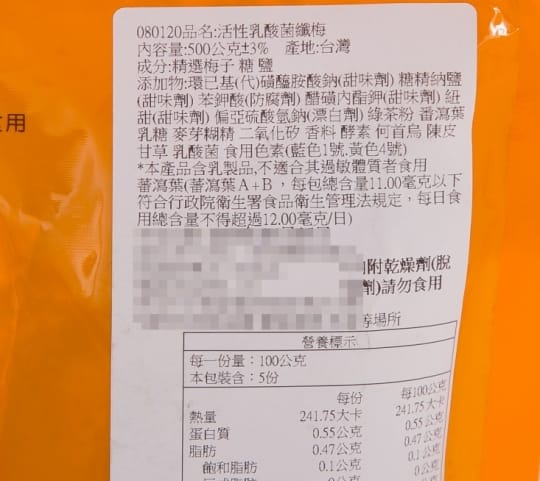 食用
080120品名:活性乳酸菌纖梅
內容量:500公克±3% 產地:台灣
成分:精選梅子 糖 鹽
添加物:環已基(代)磺醯胺酸鈉(甜味劑) 糖精鈉鹽
(甜味劑) 苯鉀酸(防腐劑) 醋磺內酯鉀(甜味劑) 紐
甜(甜味劑) 偏亞硫酸氫鈉(漂白劑) 綠茶粉 番瀉葉
乳糖 麥芽糊精 二氧化矽 香料 酵素 何首烏 陳皮
甘草 乳酸菌 食用色素(藍色1號.黃色4號)
*本產品含乳製品,不適合其過敏體質者食用
蕃瀉葉(蕃瀉葉A+B，每包總含量11.00毫克以下
符合行政院衛生署食品衛生管理法規定，每日食
用總含量不得超過12.00毫克/日)
附乾燥劑(脫
劑)請勿食用
等場所
營養標示
每一份量：100公克
本包裝含：5份
每份 每100公克
熱量 241.75大卡 241.75大卡
蛋白質 0.55公克 0.55公克
脂肪 0.47公克 0.47公克
飽和脂肪 0.1公克 0.1公克
0公克